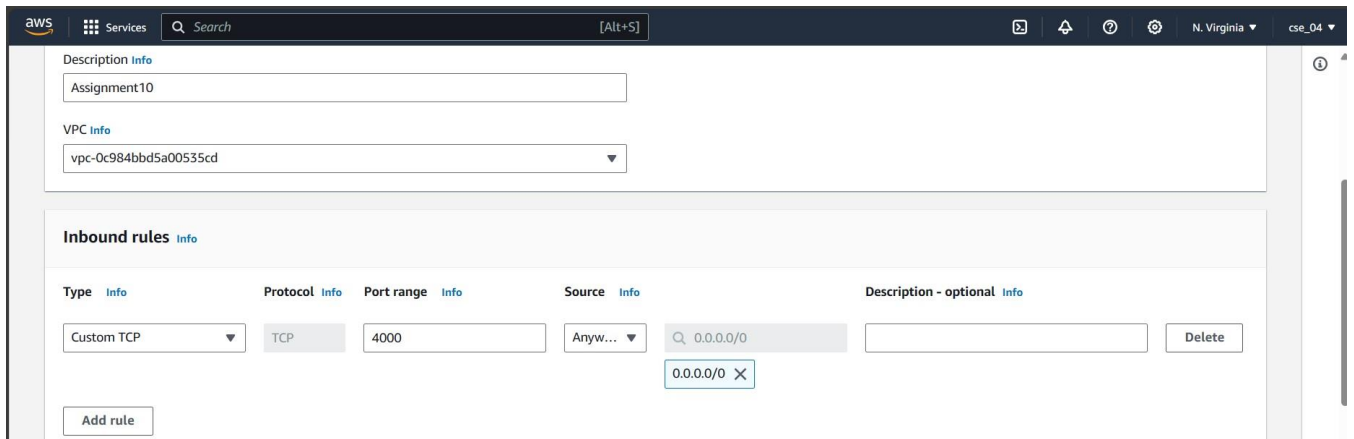 aws Services Search [Alt+S] N. Virginia cse_04
Description Info
Assignment10
VPC Info
vpc-0c984bbd5a00535cd
Inbound rules Info
Type Info Protocol Info Port range Info Source Info Description - optional Info
Custom TCP TCP 4000 Anyw... 0.0.0.0/0 Delete
0.0.0.0/0
Add rule